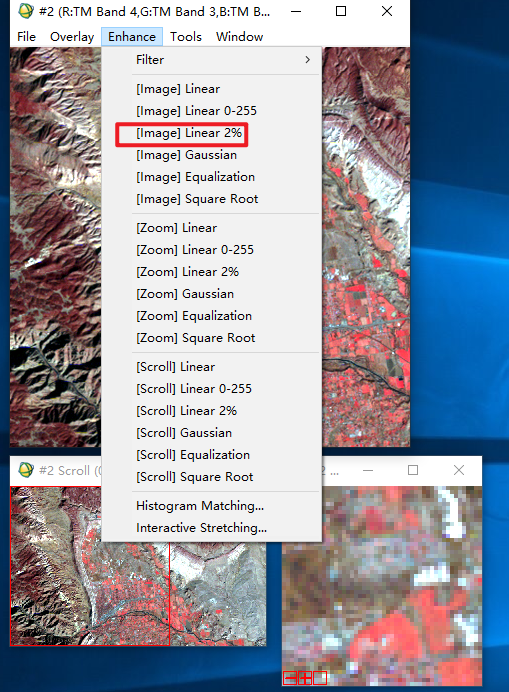 #2 (R:TM Band 4,G:TM Band 3,B:TM B...
File Overlay Enhance Tools Window
Filter
[Image] Linear
[Image] Linear 0-255
[Image] Linear 2%
[Image] Gaussian
[Image] Equalization
[Image] Square Root
[Zoom] Linear
[Zoom] Linear 0-255
[Zoom] Linear 2%
[Zoom] Gaussian
[Zoom] Equalization
[Zoom] Square Root
[Scroll] Linear
[Scroll] Linear 0-255
[Scroll] Linear 2%
[Scroll] Gaussian
[Scroll] Equalization
[Scroll] Square Root
Histogram Matching...
Interactive Stretching...
#2 Scroll (0
2 ...